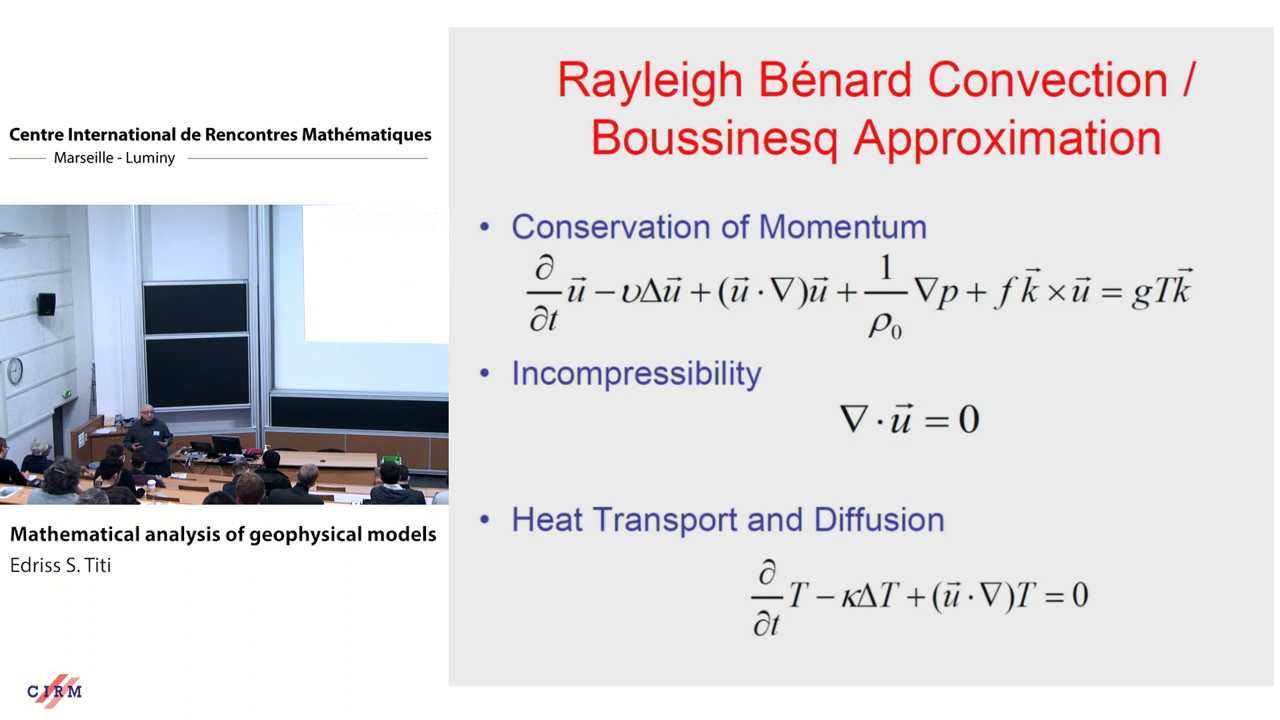 Centre International de Rencontres Mathématiques
Marseille - Luminy
Mathematical analysis of geophysical models
Edriss S. Titi
CIRM
Rayleigh Bénard Convection /
Boussinesq Approximation
• Conservation of Momentum
∂/∂t u⃗ − υΔu⃗ + (u⃗ · ∇)u⃗ + 1/ρ₀ ∇p + f k⃗ × u⃗ = gTk⃗
• Incompressibility
∇ · u⃗ = 0
• Heat Transport and Diffusion
∂/∂t T − κΔT + (u⃗ · ∇)T = 0